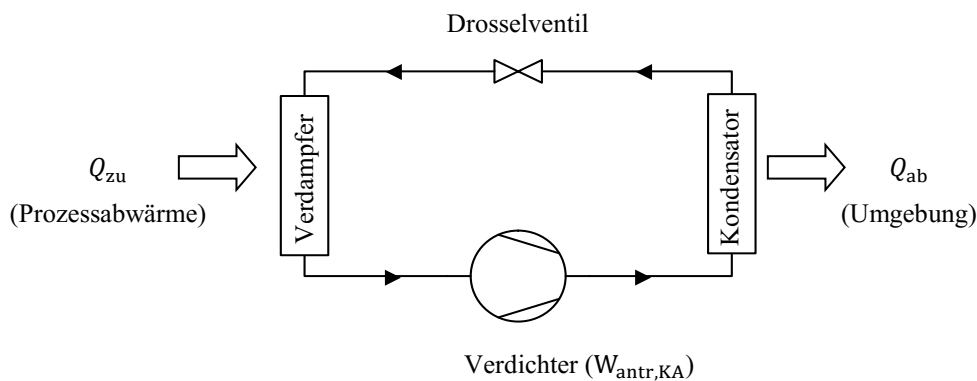 Drosselventil
Verdampfer
Kondensator
Q_zu
(Prozessabwärme)
Q_ab
(Umgebung)
Verdichter (W_antr,KA)